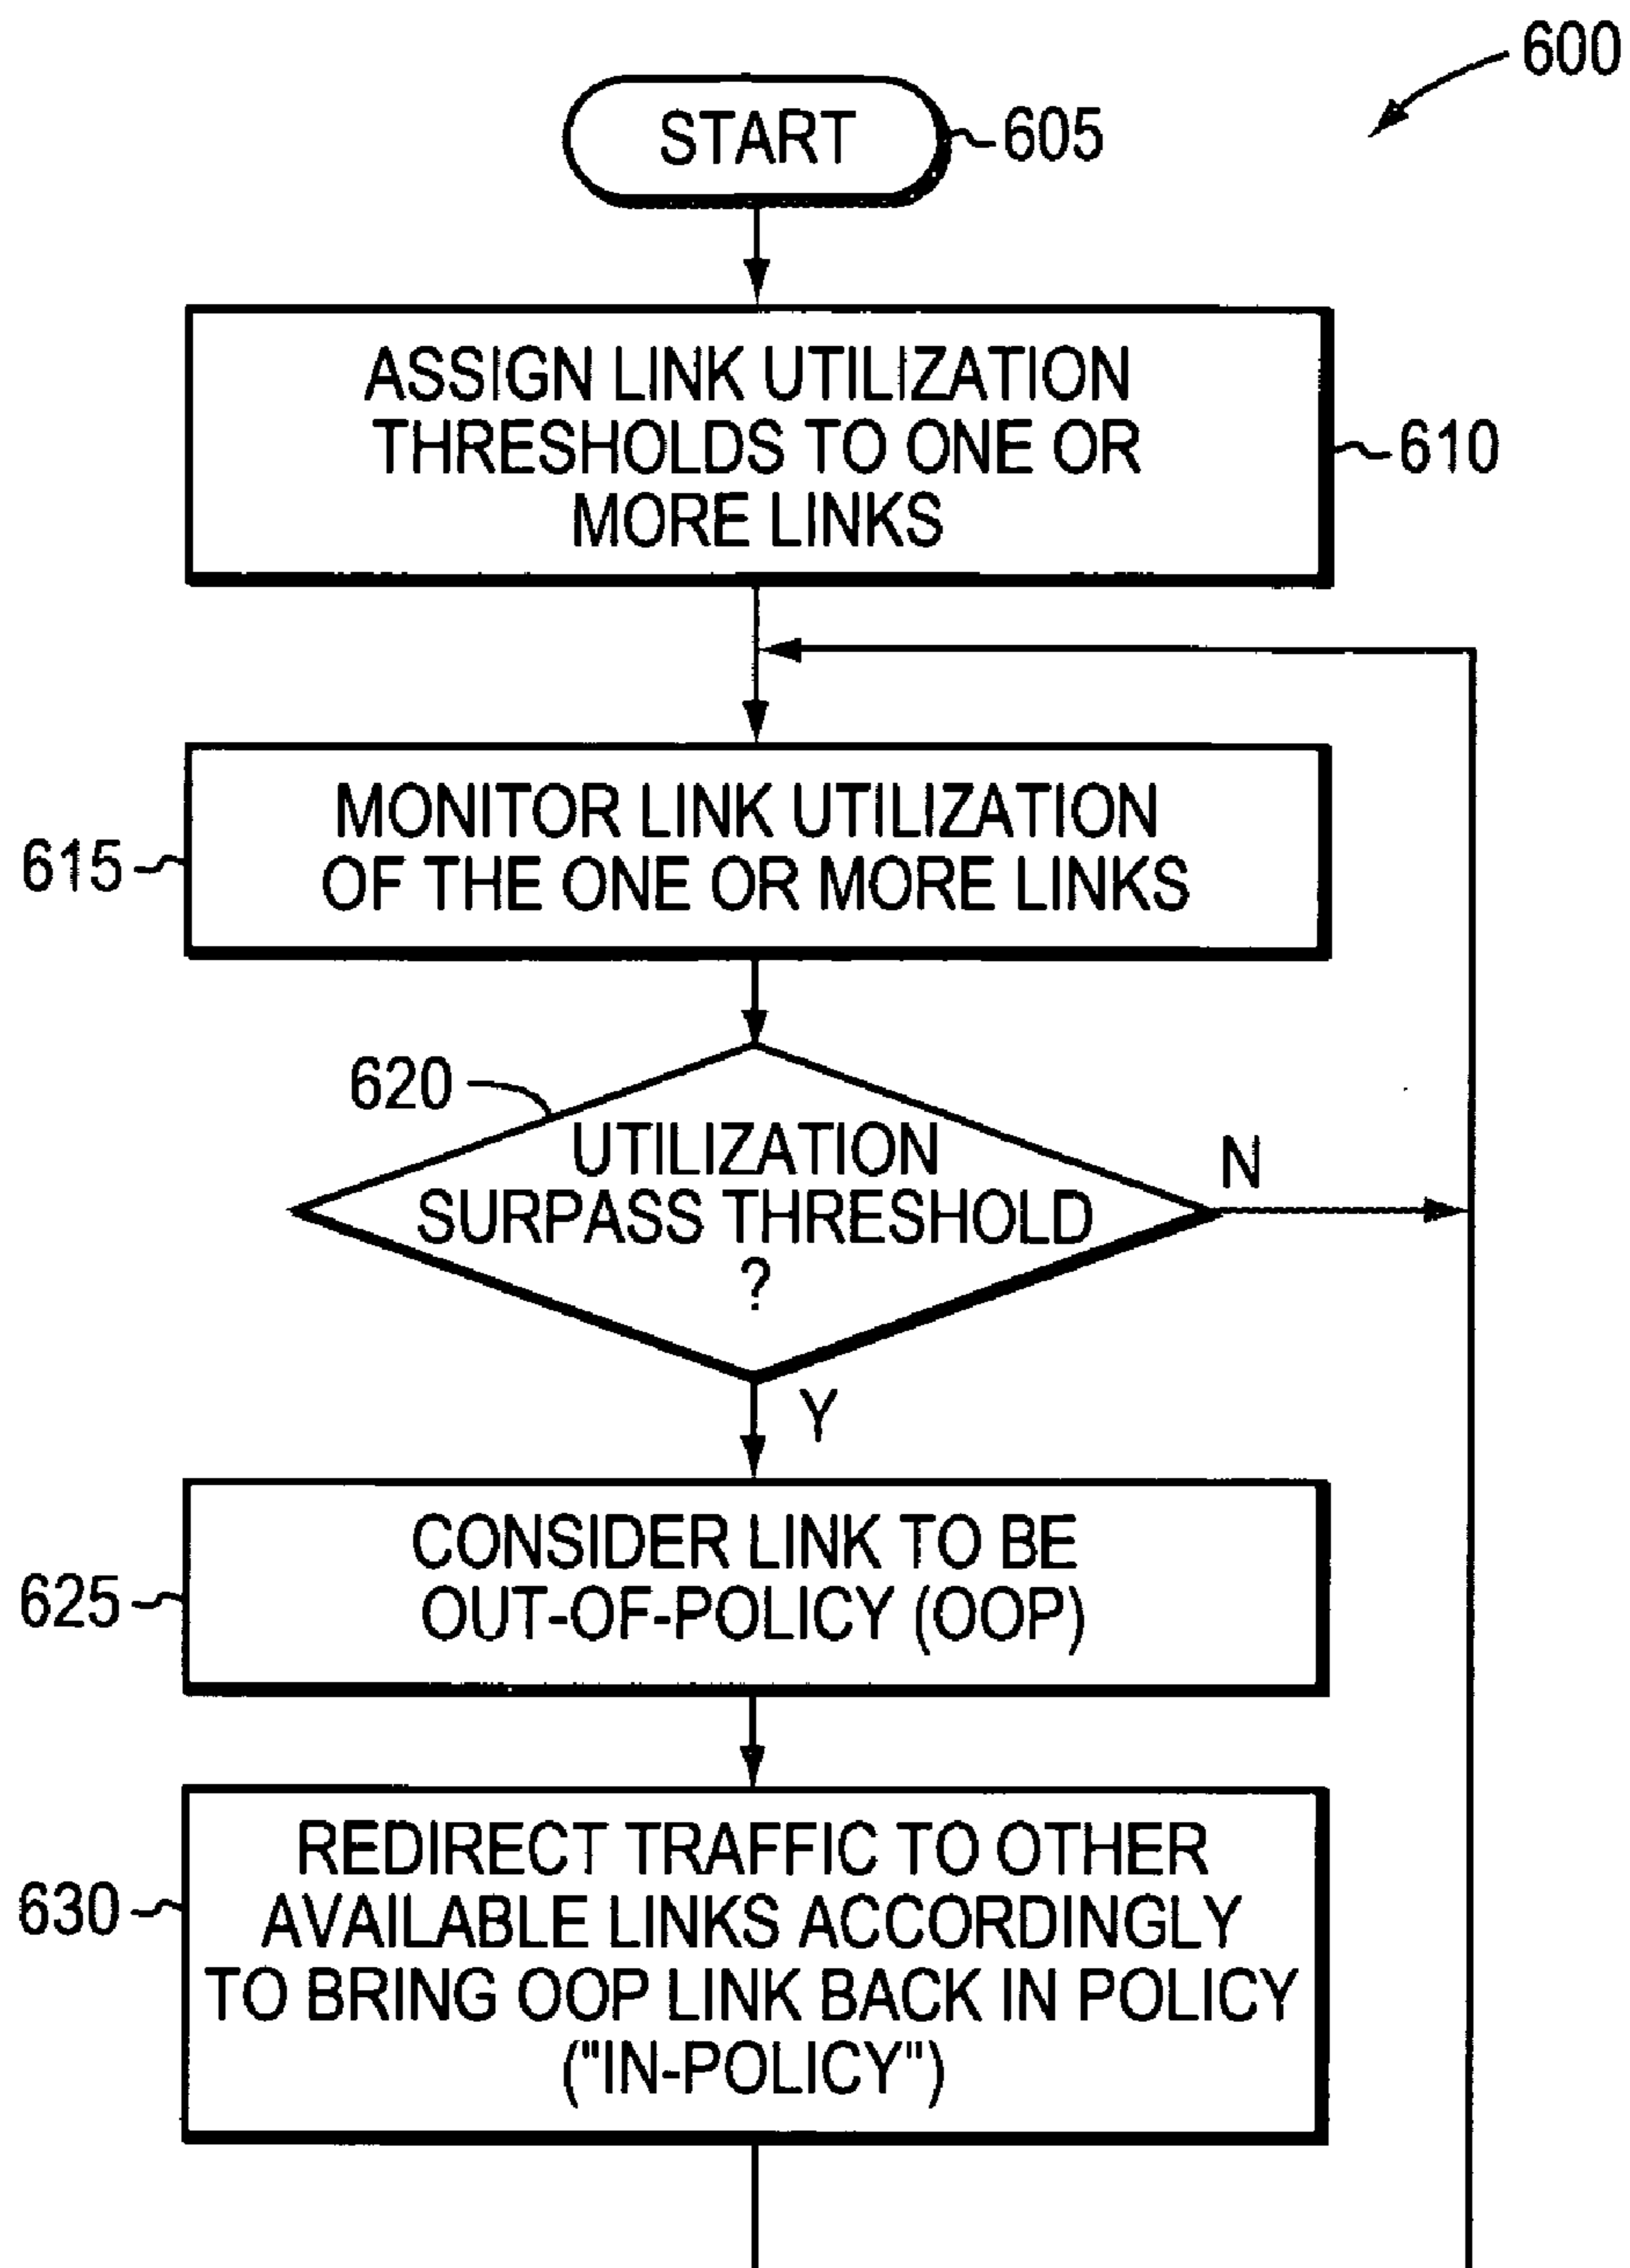 600
START
605
ASSIGN LINK UTILIZATION
THRESHOLDS TO ONE OR
MORE LINKS
610
MONITOR LINK UTILIZATION
OF THE ONE OR MORE LINKS
615
620
UTILIZATION
SURPASS THRESHOLD
?
N
Y
CONSIDER LINK TO BE
OUT-OF-POLICY (OOP)
625
REDIRECT TRAFFIC TO OTHER
AVAILABLE LINKS ACCORDINGLY
TO BRING OOP LINK BACK IN POLICY
("IN-POLICY")
630